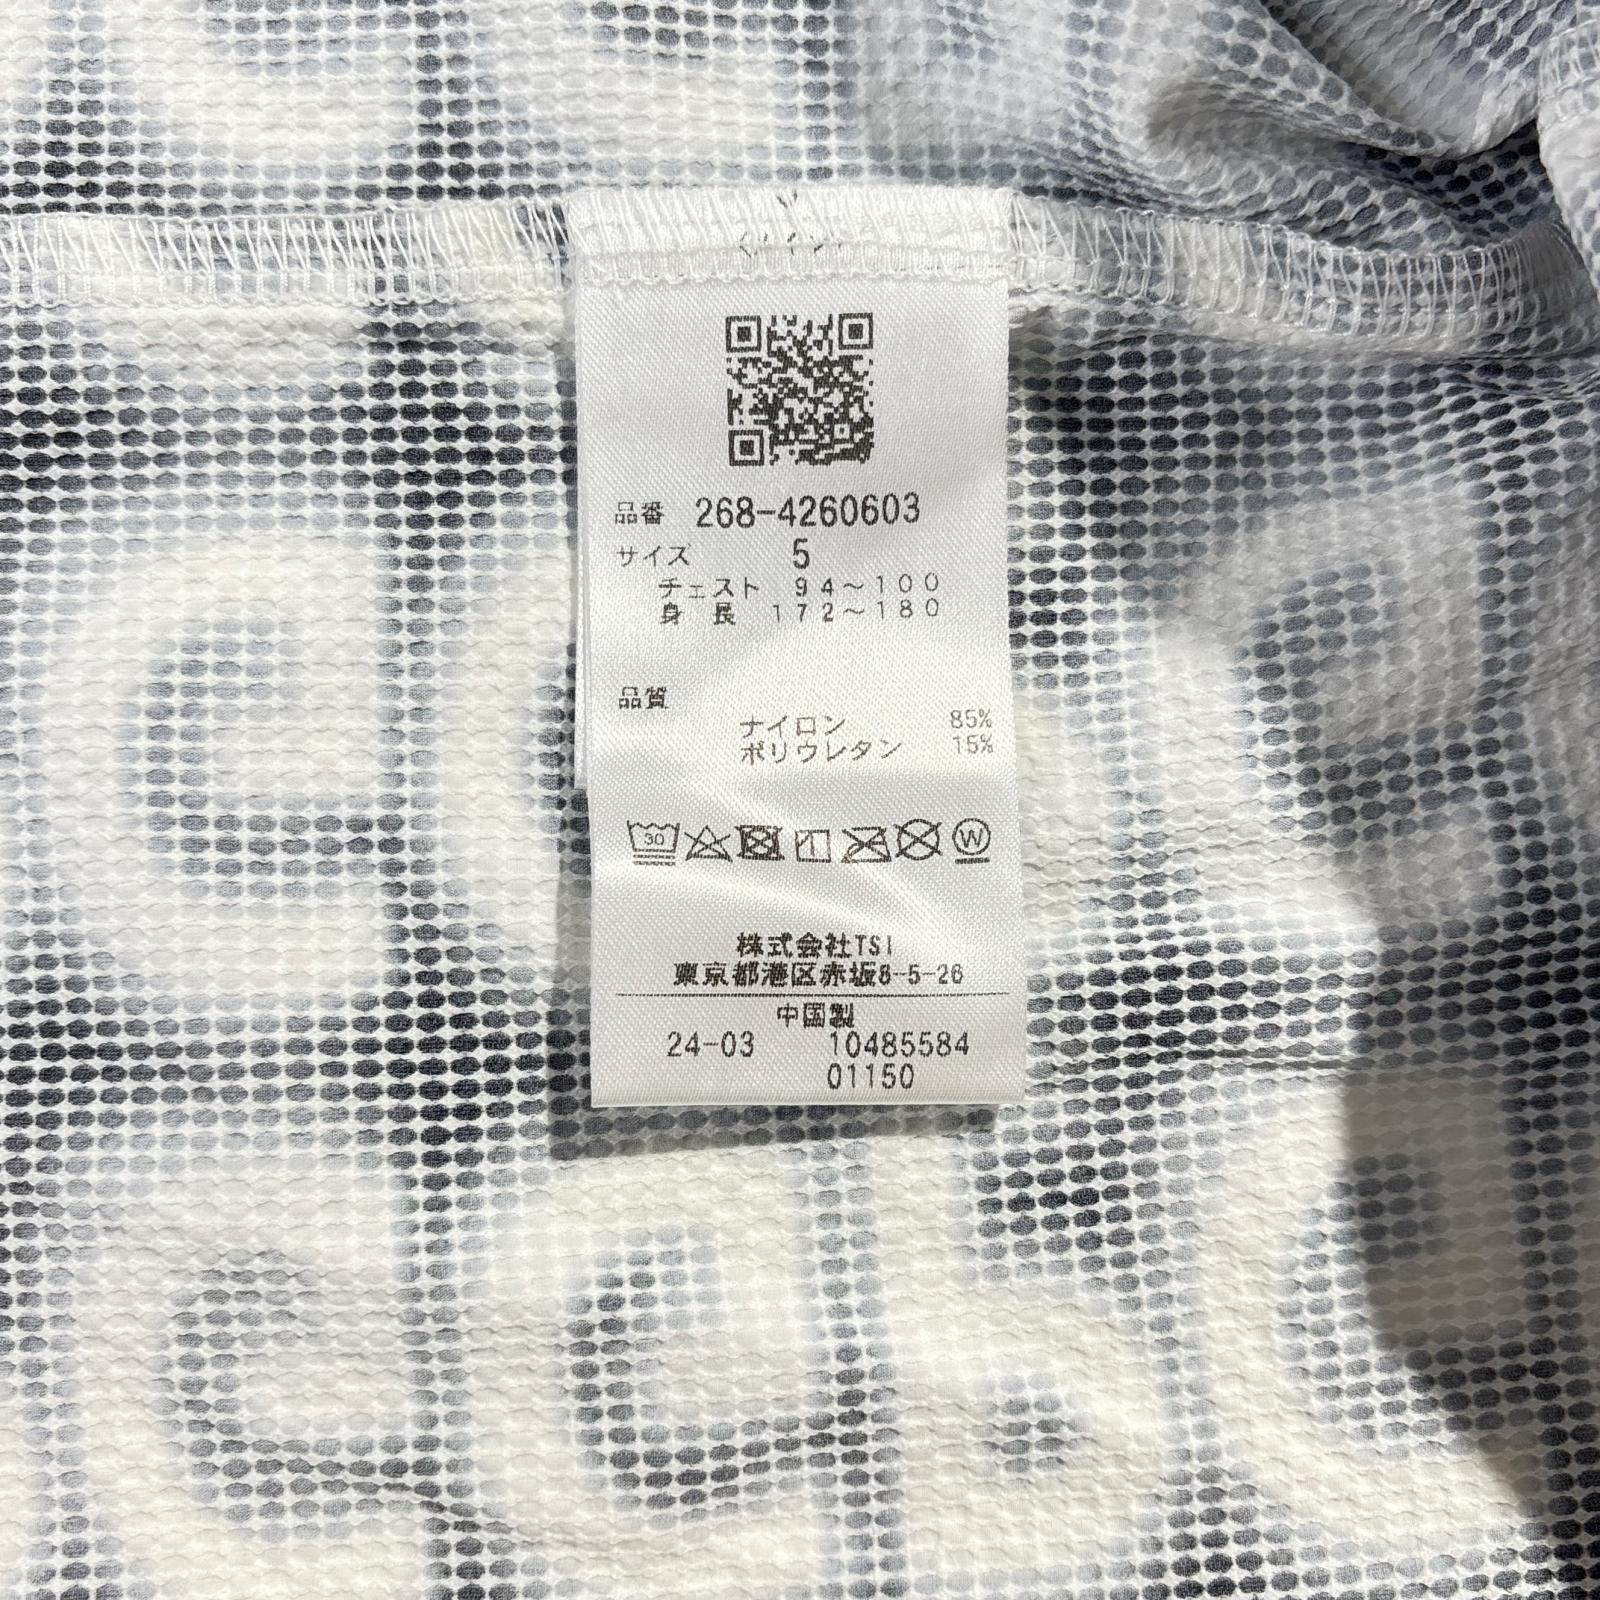 品番 268-4260603
サイズ 5
チェスト 94～100
身 長 172～180
品質
ナイロン 85%
ポリウレタン 15%
30
W
株式会社TSI
東京都港区赤坂8-5-26
中国製
24-03 10485584
01150